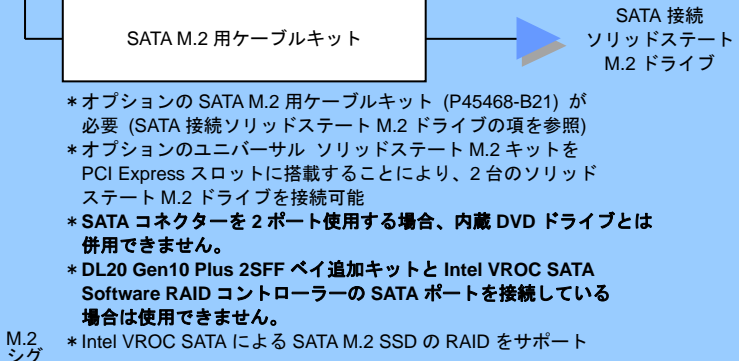 SATA M.2 用ケーブルキット
SATA 接続
ソリッドステート
M.2 ドライブ
*オプションの SATA M.2 用ケーブルキット (P45468-B21) が
必要 (SATA 接続ソリッドステート M.2 ドライブの項を参照)
*オプションのユニバーサル ソリッドステート M.2 キットを
PCI Express スロットに搭載することにより、2 台のソリッド
ステート M.2 ドライブを接続可能
*SATA コネクターを 2 ポート使用する場合、内蔵 DVD ドライブとは
併用できません。
*DL20 Gen10 Plus 2SFF ベイ追加キットと Intel VROC SATA
Software RAID コントローラーの SATA ポートを接続している
場合は使用できません。
*Intel VROC SATA による SATA M.2 SSD の RAID をサポート
M.2
シグ